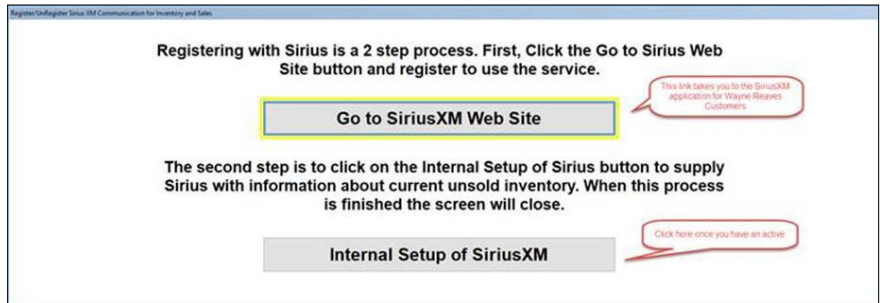 Register/UnRegister Sirius XM Communication for Inventory and Sales
Registering with Sirius is a 2 step process. First, Click the Go to Sirius Web
Site button and register to use the service.
This link takes you to the SiriusXM
application for Wayne Reaves
Customers
Go to SiriusXM Web Site
The second step is to click on the Internal Setup of Sirius button to supply
Sirius with information about current unsold inventory. When this process
is finished the screen will close.
Click here once you have an active
Internal Setup of SiriusXM